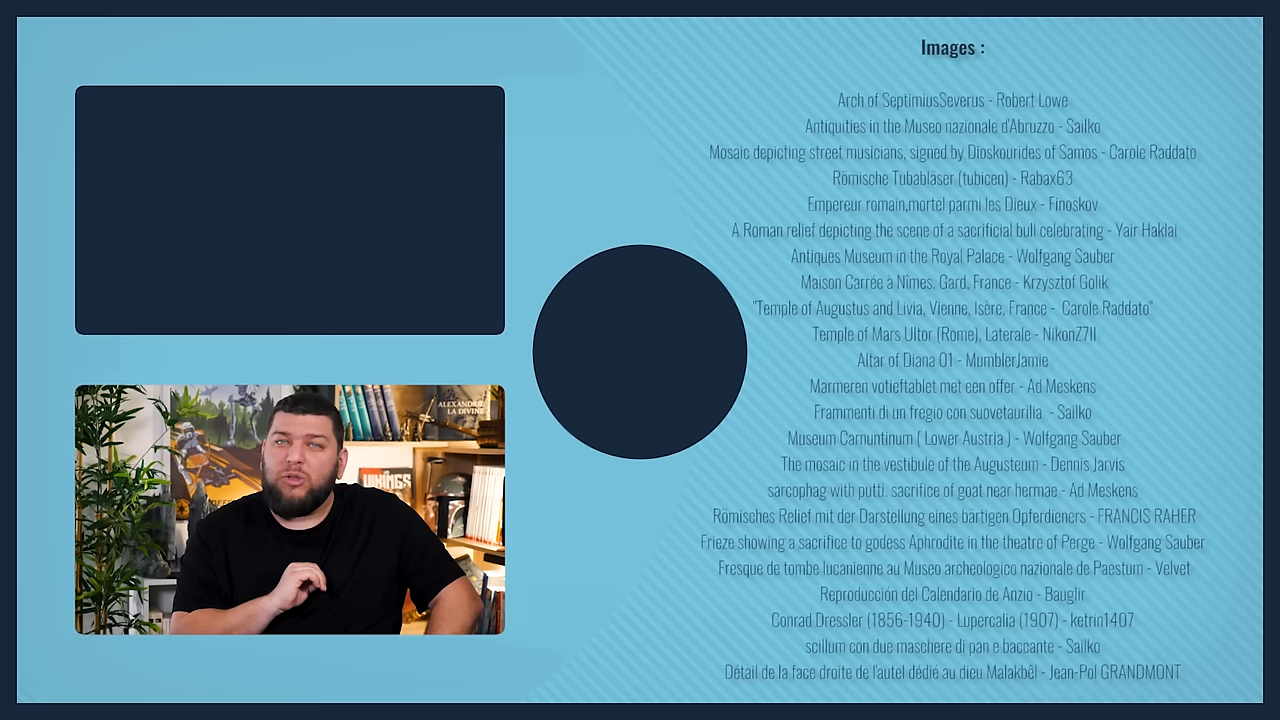 Images :
Arch of SeptimiusSeverus - Robert Lowe
Antiquities in the Museo nazionale d'Abruzzo - Sailko
Mosaic depicting street musicians, signed by Dioskourides of Samos - Carole Raddato
Römische Tubabläser (tubicen) - Rabax63
Empereur romain,mortel parmi les Dieux - Finoskov
A Roman relief depicting the scene of a sacrificial bull celebrating - Yair Haklai
Antiques Museum in the Royal Palace - Wolfgang Sauber
Maison Carrée à Nîmes, Gard, France - Krzysztof Golik
"Temple of Augustus and Livia, Vienne, Isère, France -  Carole Raddato"
Temple of Mars Ultor (Rome), Laterale - NikonZ7II
Altar of Diana 01 - MumblerJamie
Marmeren votieftablet met een offer - Ad Meskens
Frammenti di un fregio con suovetaurilia  - Sailko
Museum Carnuntinum ( Lower Austria ) - Wolfgang Sauber
The mosaic in the vestibule of the Augusteum - Dennis Jarvis
sarcophag with putti. sacrifice of goat near hermae - Ad Meskens
Römisches Relief mit der Darstellung eines bärtigen Opferdieners - FRANCIS RAHER
Frieze showing a sacrifice to godess Aphrodite in the theatre of Perge - Wolfgang Sauber
Fresque de tombe lucanienne au Museo archeologico nazionale de Paestum - Velvet
Reproducción del Calendario de Anzio - Bauglir
Conrad Dressler (1856-1940) - Lupercalia (1907) - ketrin1407
scillum con due maschere di pan e baccante - Sailko
Détail de la face droite de l'autel dédié au dieu Malakbêl - Jean-Pol GRANDMONT
ALEXANDRIE
LA DIVINE
VIKINGS